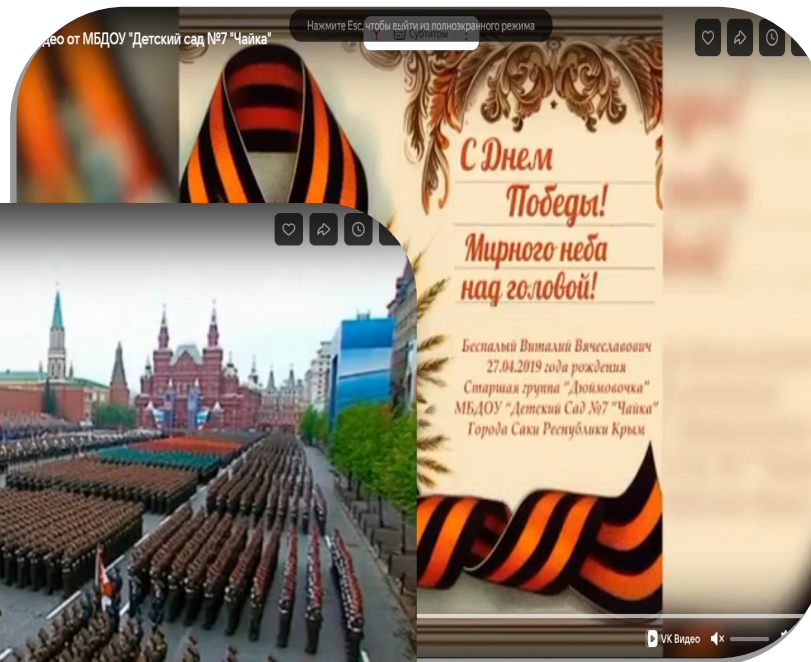 Нажмите Esc, чтобы выйти из полноэкранного режима
део от МБДОУ "Детский сад №7 "Чайка"
Субтитры
С Днем
Победы!
Мирного неба
над головой!
Беспалый Виталий Вячеславович
27.04.2019 года рождения
Старшая группа "Дюймовочка"
МБДОУ "Детский Сад №7 "Чайка"
Города Саки Республики Крым
VK Видео